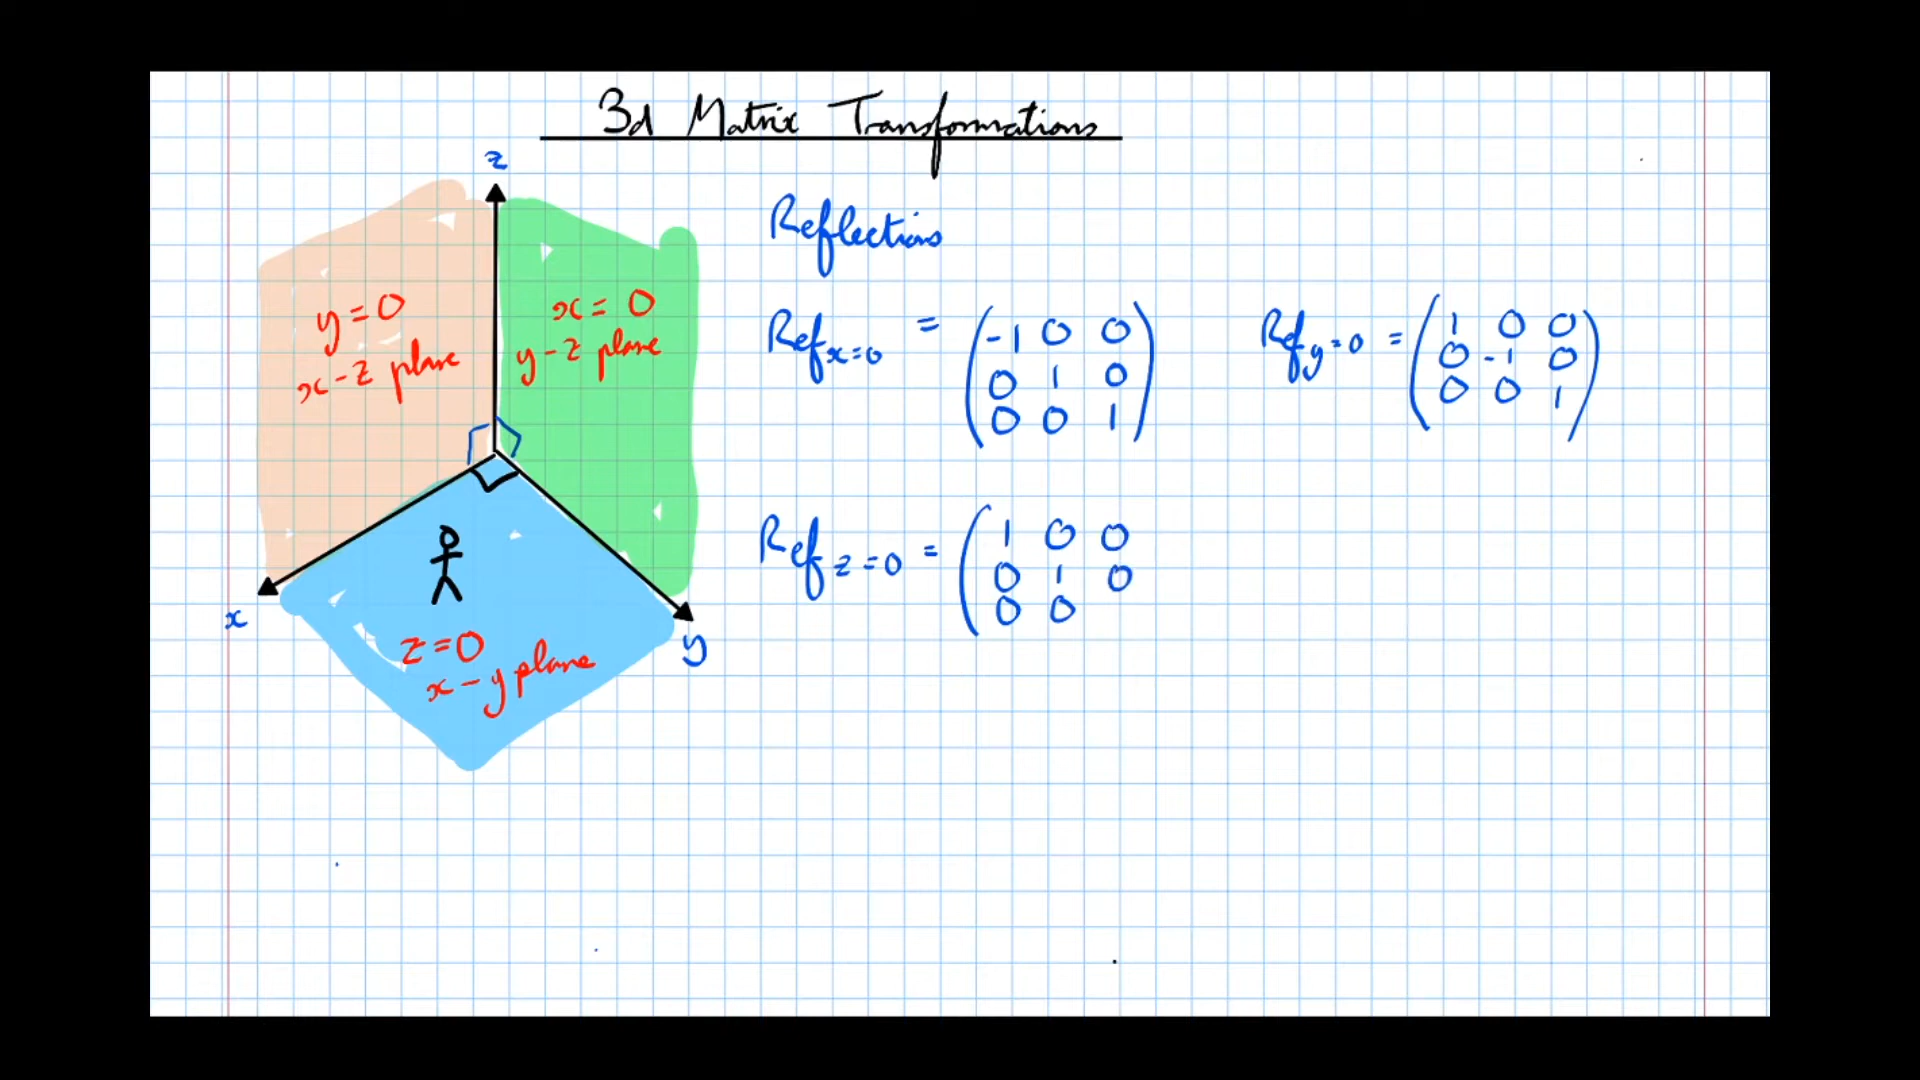 3d Matrix Transformations
z
y = 0
x - z plane
x = 0
y - z plane
x
y
z = 0
x - y plane
Reflections
Ref x=0 = ( -1 0 0
0 1 0
0 0 1 )
Ref y=0 = ( 1 0 0
0 -1 0
0 0 1 )
Ref z=0 = ( 1 0 0
0 1 0
0 0